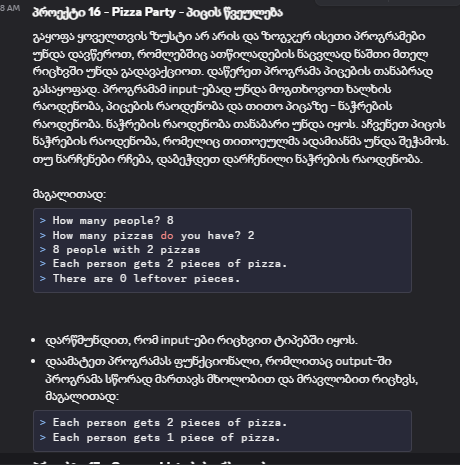 8 AM
პროექტი 16 - Pizza Party - პიცის წვეულება
გაყოფა ყოველთვის ზუსტი არ არის და ზოგჯერ ისეთი პროგრამები
უნდა დავწეროთ, რომლებშიც ათწილადების ნაცვლად ნაშთი მთელ
რიცხვში უნდა გადავაქციოთ. დაწერეთ პროგრამა პიცების თანაბრად
გასაყოფად. პროგრამამ input-ებად უნდა მოგთხოვოთ ხალხის
რაოდენობა, პიცების რაოდენობა და თითო პიცაზე - ნაჭრების
რაოდენობა. ნაჭრების რაოდენობა თანაბარი უნდა იყოს. აჩვენეთ პიცის
ნაჭრების რაოდენობა, რომელიც თითოეულმა ადამიანმა უნდა შეჭამოს.
თუ ნარჩენები რჩება, დაბეჭდეთ დარჩენილი ნაჭრების რაოდენობა.
მაგალითად:
> How many people? 8
> How many pizzas do you have? 2
> 8 people with 2 pizzas
> Each person gets 2 pieces of pizza.
> There are 0 leftover pieces.
• დარწმუნდით, რომ input-ები რიცხვით ტიპებში იყოს.
• დაამატეთ პროგრამას ფუნქციონალი, რომლითაც output-ში
პროგრამა სწორად მართავს მხოლობით და მრავლობით რიცხვს,
მაგალითად:
> Each person gets 2 pieces of pizza.
> Each person gets 1 piece of pizza.